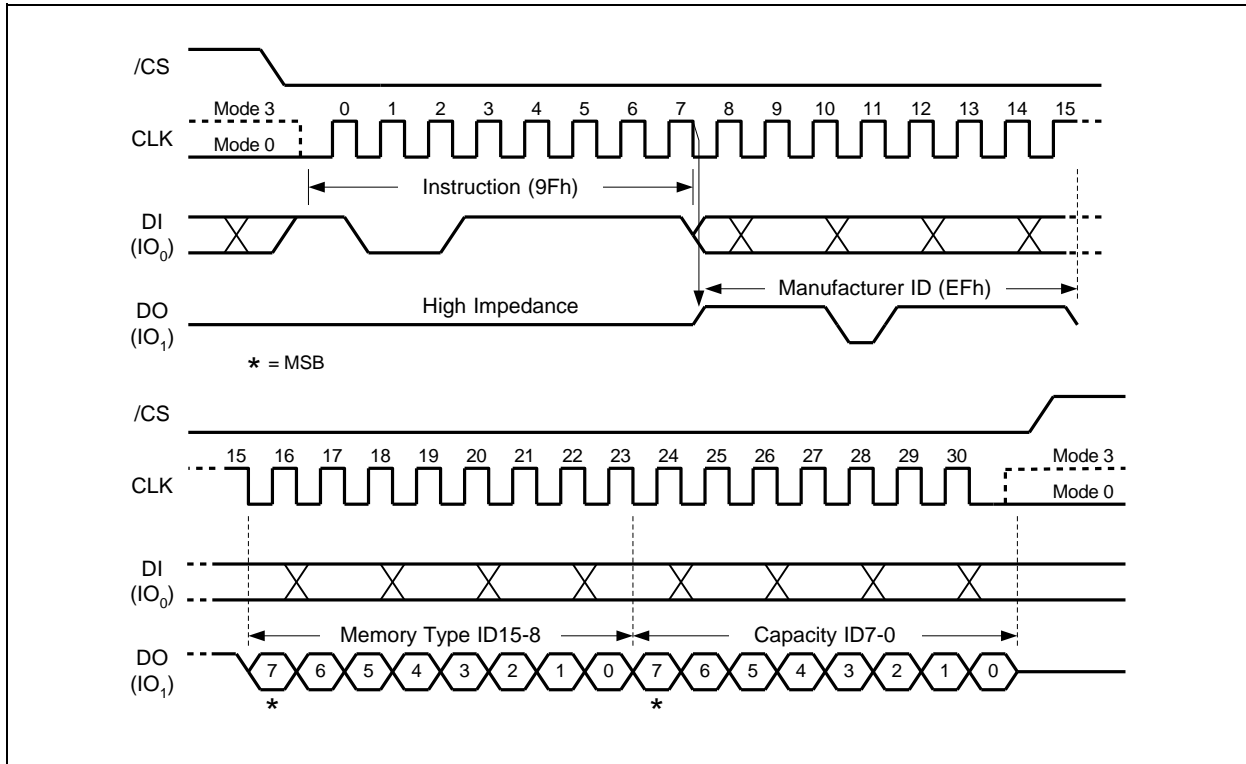 /CS
Mode 3
0 1 2 3 4 5 6 7 8 9 10 11 12 13 14 15
CLK
Mode 0
Instruction (9Fh)
DI
(IO0)
Manufacturer ID (EFh)
High Impedance
DO
(IO1)
* = MSB
/CS
15 16 17 18 19 20 21 22 23 24 25 26 27 28 29 30
Mode 3
CLK
Mode 0
DI
(IO0)
Memory Type ID15-8
Capacity ID7-0
DO
(IO1)
7 6 5 4 3 2 1 0 7 6 5 4 3 2 1 0
* *